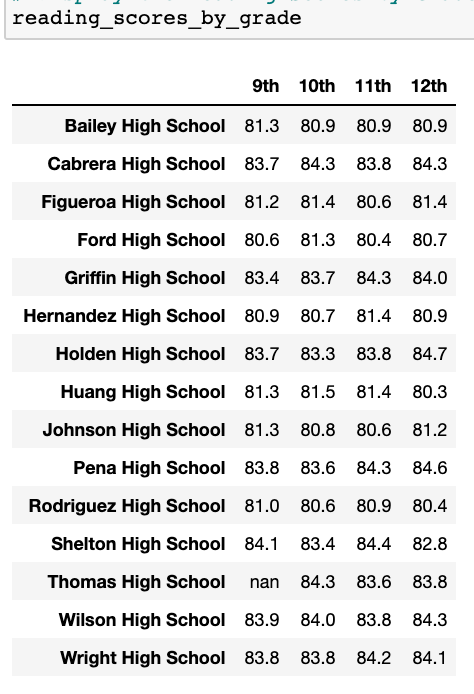 reading_scores_by_grade
9th 10th 11th 12th
Bailey High School 81.3 80.9 80.9 80.9
Cabrera High School 83.7 84.3 83.8 84.3
Figueroa High School 81.2 81.4 80.6 81.4
Ford High School 80.6 81.3 80.4 80.7
Griffin High School 83.4 83.7 84.3 84.0
Hernandez High School 80.9 80.7 81.4 80.9
Holden High School 83.7 83.3 83.8 84.7
Huang High School 81.3 81.5 81.4 80.3
Johnson High School 81.3 80.8 80.6 81.2
Pena High School 83.8 83.6 84.3 84.6
Rodriguez High School 81.0 80.6 80.9 80.4
Shelton High School 84.1 83.4 84.4 82.8
Thomas High School nan 84.3 83.6 83.8
Wilson High School 83.9 84.0 83.8 84.3
Wright High School 83.8 83.8 84.2 84.1